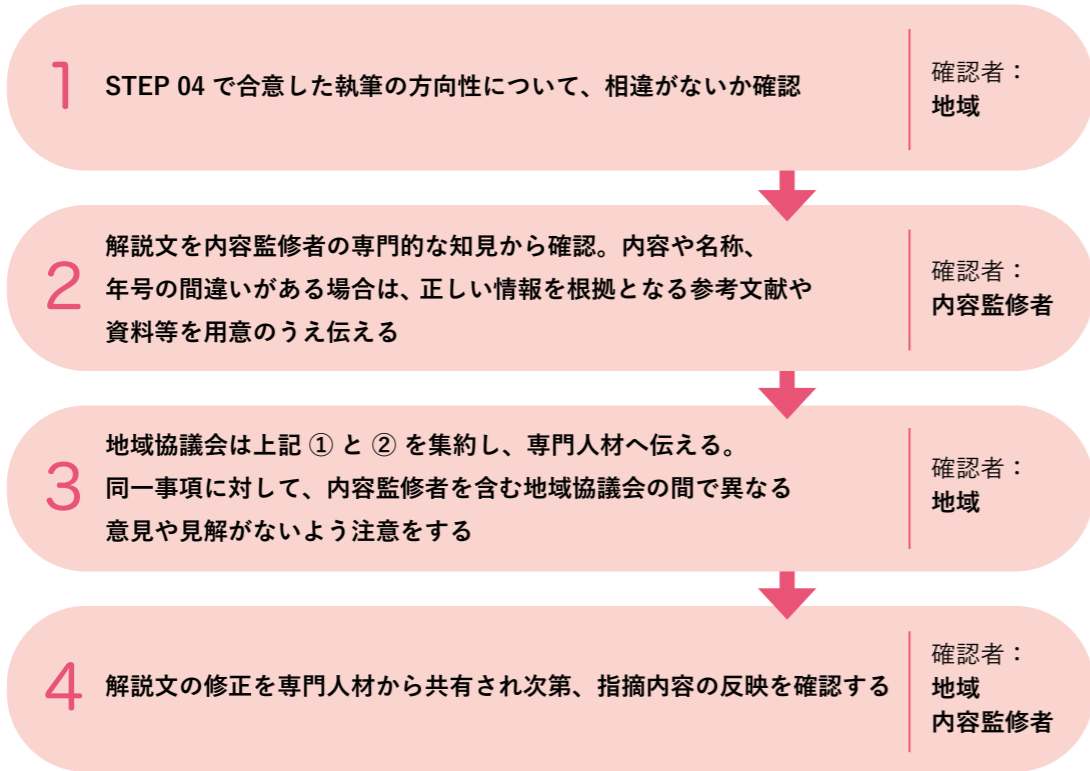 1
STEP 04 で合意した執筆の方向性について、相違がないか確認
確認者：
地域
2
解説文を内容監修者の専門的な知見から確認。内容や名称、
年号の間違いがある場合は、正しい情報を根拠となる参考文献や
資料等を用意のうえ伝える
確認者：
内容監修者
3
地域協議会は上記 ① と ② を集約し、専門人材へ伝える。
同一事項に対して、内容監修者を含む地域協議会の間で異なる
意見や見解がないよう注意をする
確認者：
地域
4
解説文の修正を専門人材から共有され次第、指摘内容の反映を確認する
確認者：
地域
内容監修者